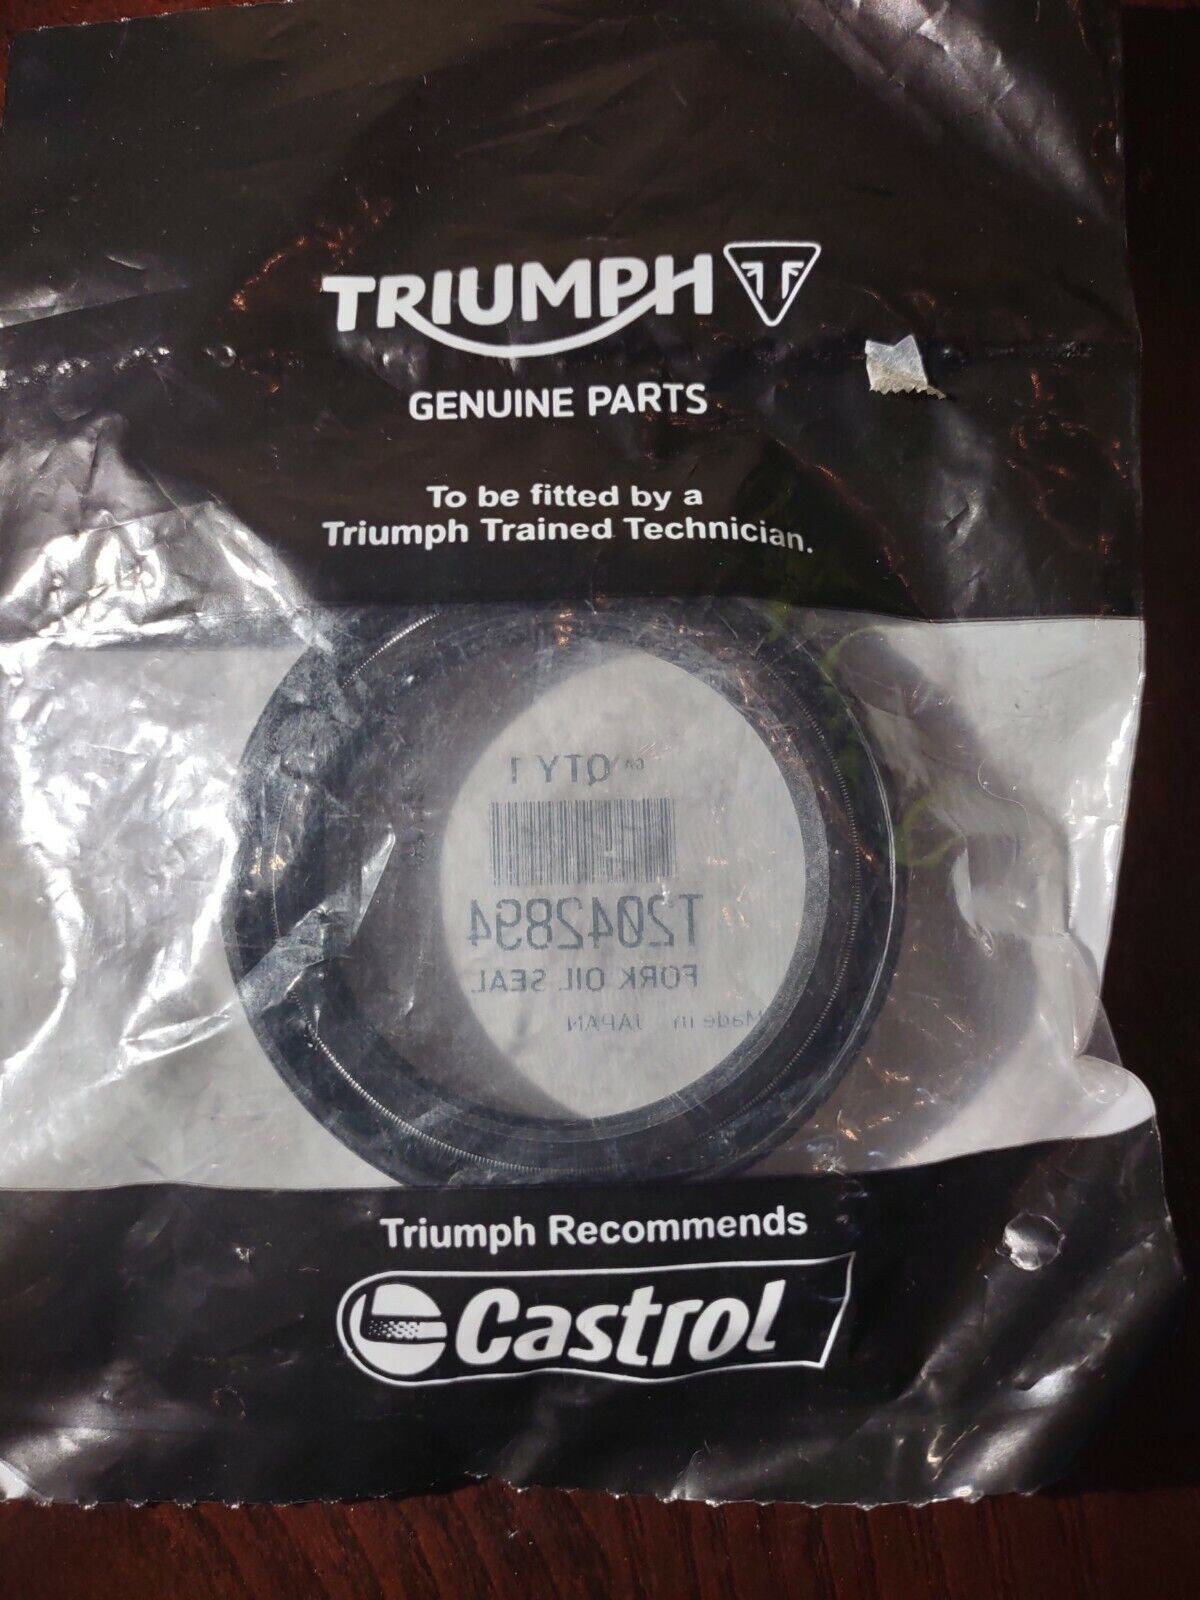 TRIUMPH
GENUINE PARTS
To be fitted by a
Triumph Trained Technician.
QTY 1
T2042894
FORK OIL SEAL
Made in JAPAN
Triumph Recommends
Castrol